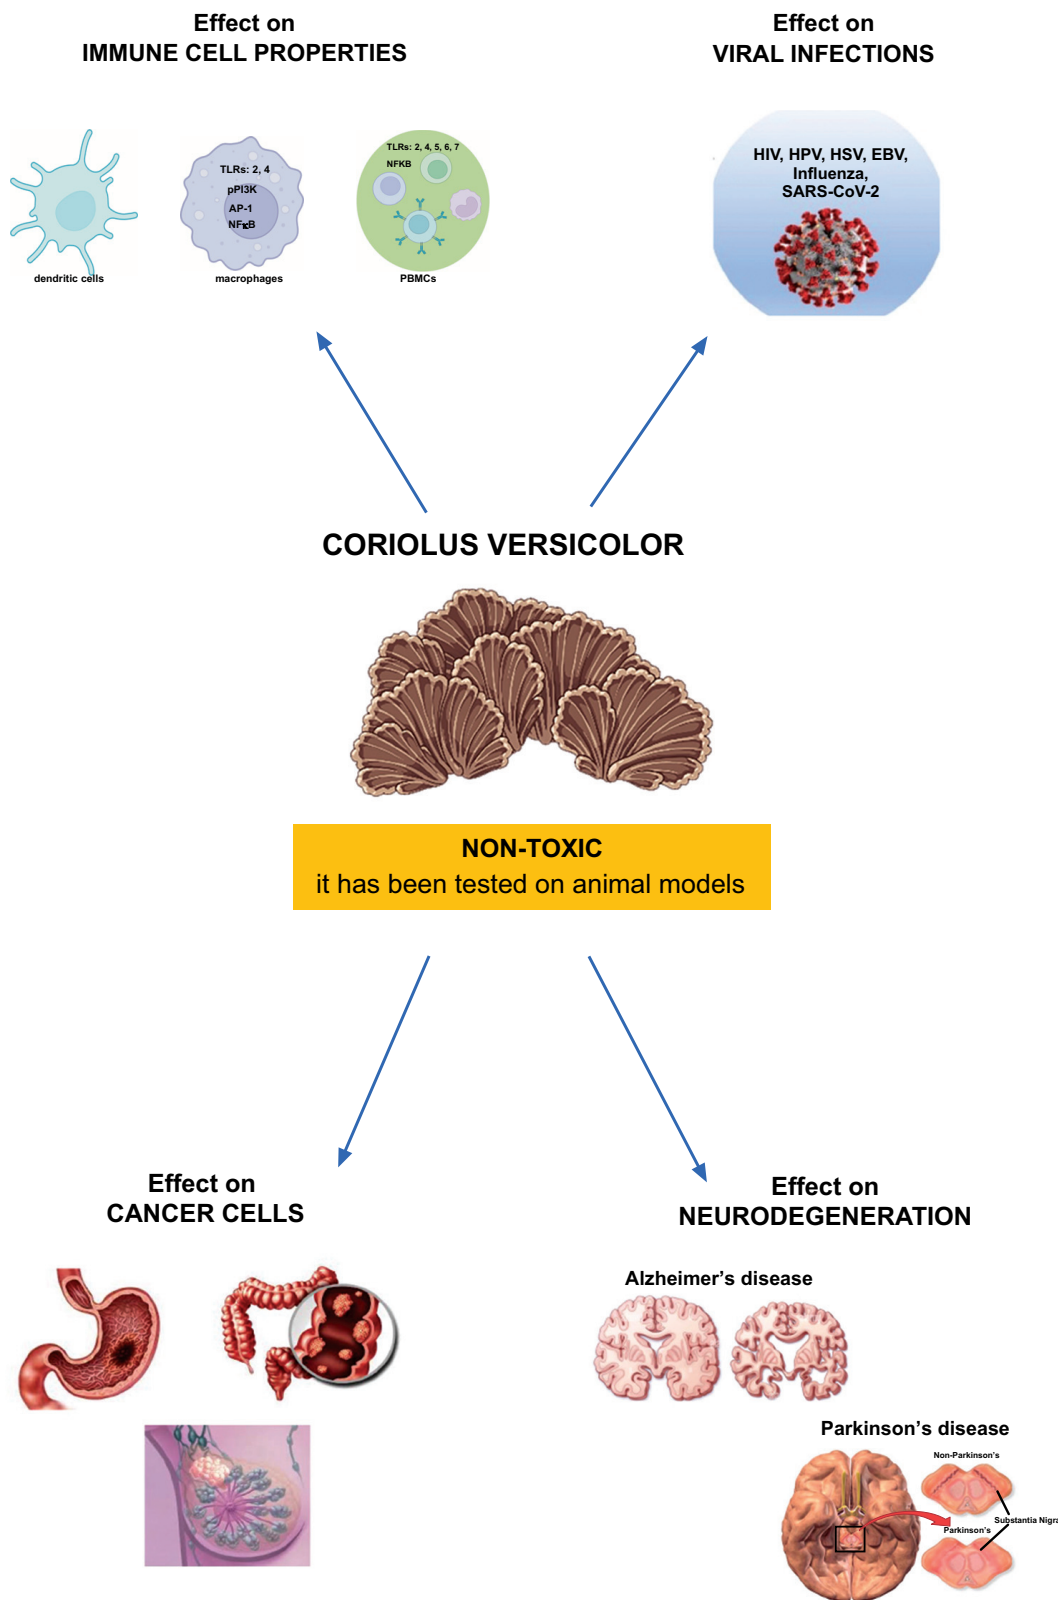 Effect on
IMMUNE CELL PROPERTIES
TLRs: 2, 4
pPI3K
AP-1
NFκB
TLRs: 2, 4, 5, 6, 7
NFKB
dendritic cells
macrophages
PBMCs
Effect on
VIRAL INFECTIONS
HIV, HPV, HSV, EBV,
Influenza,
SARS-CoV-2
CORIOLUS VERSICOLOR
NON-TOXIC
it has been tested on animal models
Effect on
CANCER CELLS
Effect on
NEURODEGENERATION
Alzheimer’s disease
Parkinson’s disease
Non-Parkinson’s
Substantia Nigra
Parkinson’s